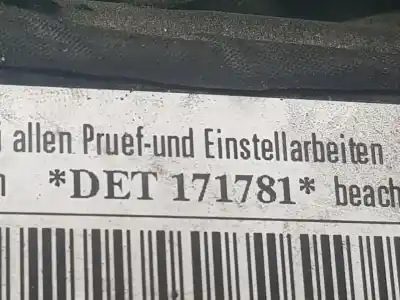 allen Pruef-und Einstellarbeiten
*DET 171781* beach